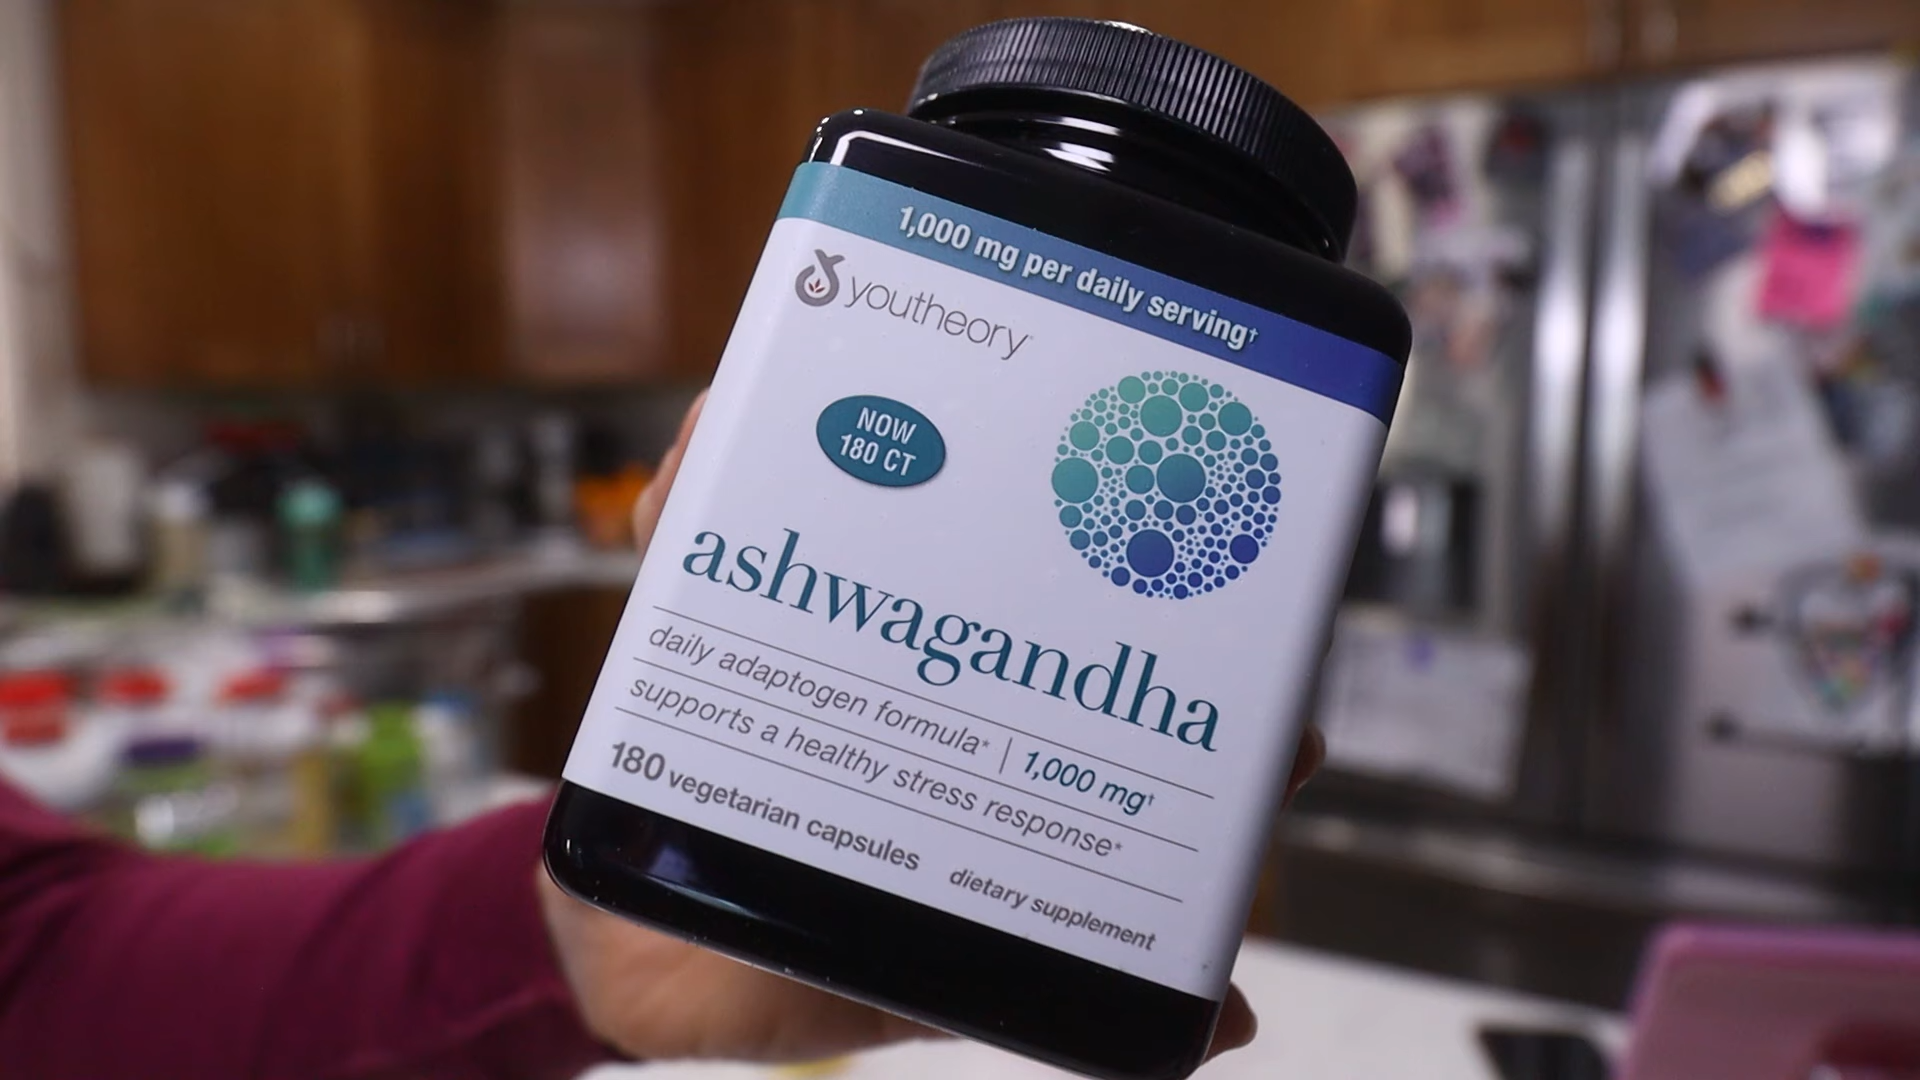 1,000 mg per daily serving†
youtheory®
NOW
180 CT
ashwagandha
daily adaptogen formula* | 1,000 mg†
supports a healthy stress response*
180 vegetarian capsules
dietary supplement